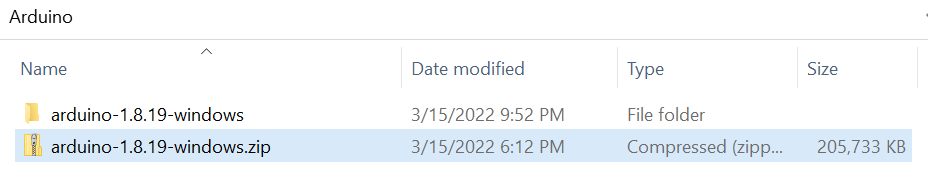 Arduino
Name Date modified Type Size
arduino-1.8.19-windows 3/15/2022 9:52 PM File folder
arduino-1.8.19-windows.zip 3/15/2022 6:12 PM Compressed (zipp... 205,733 KB